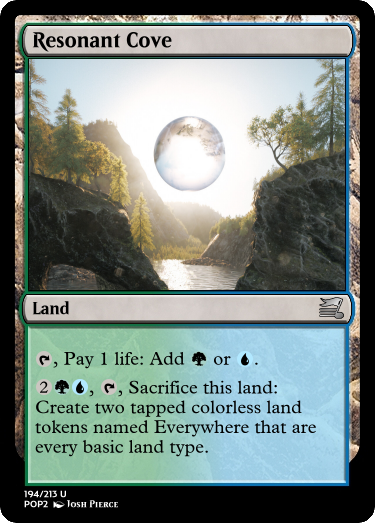 Resonant Cove
Land
, Pay 1 life: Add or .
2 , , Sacrifice this land:
Create two tapped colorless land
tokens named Everywhere that are
every basic land type.
194/213 U
POP2 Josh Pierce